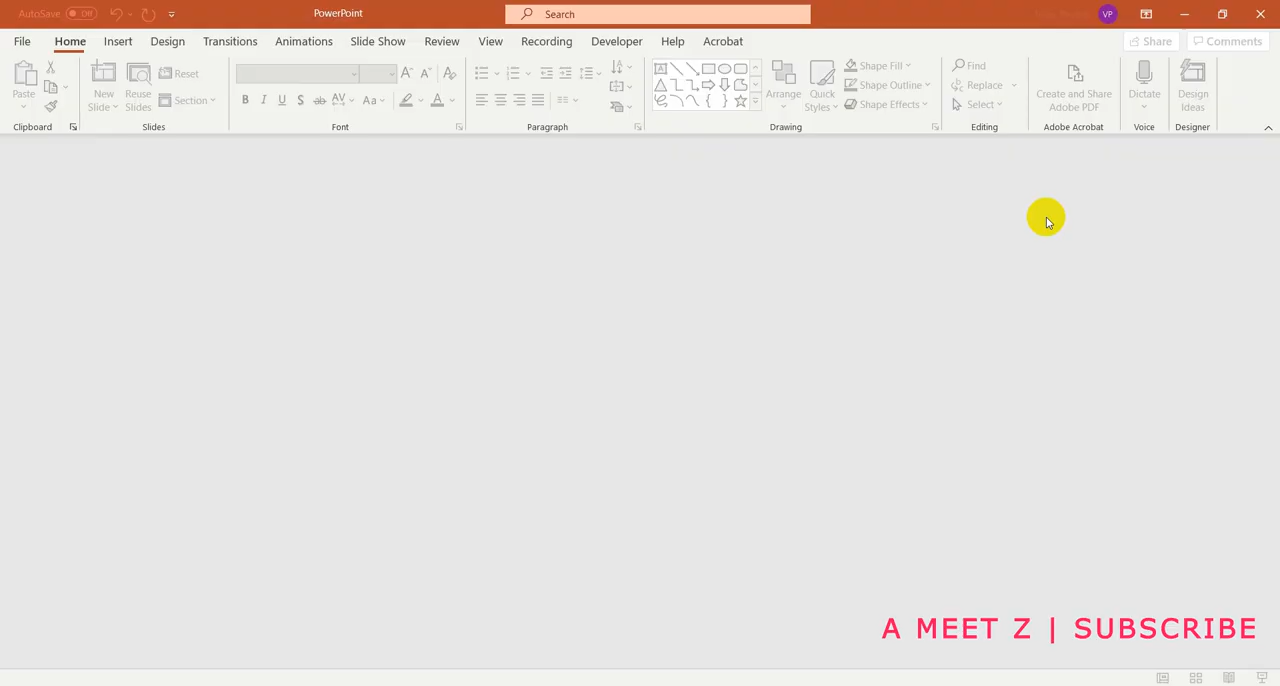 AutoSave Off PowerPoint Search VP
File Home Insert Design Transitions Animations Slide Show Review View Recording Developer Help Acrobat Share Comments
Paste
New Slide
Reuse Slides
Reset
Section
B I U S ab AV Aa A
Arrange
Quick Styles
Shape Fill
Shape Outline
Shape Effects
Find
Replace
Select
Create and Share Adobe PDF
Dictate
Design Ideas
Clipboard Slides Font Paragraph Drawing Editing Adobe Acrobat Voice Designer
A MEET Z | SUBSCRIBE